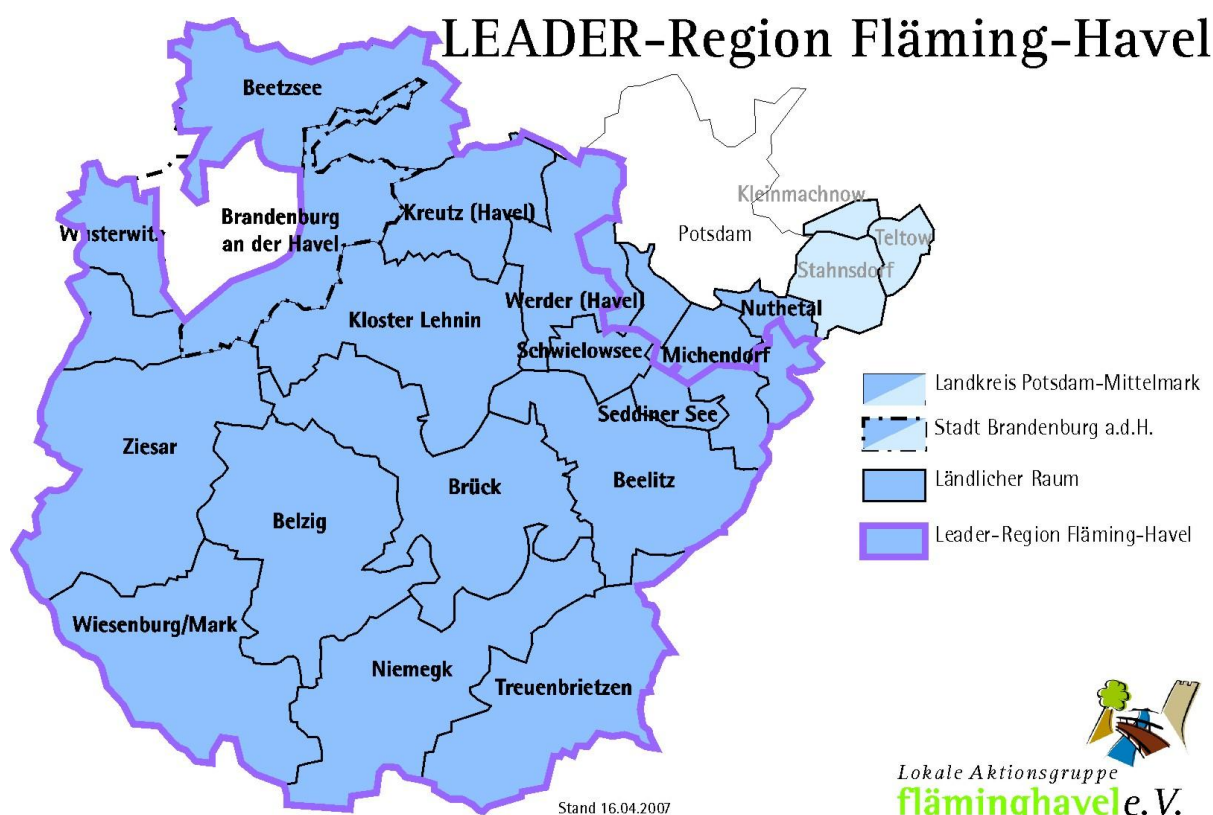 LEADER-Region Fläming-Havel
Beetzsee
Kleinmachnow
Brandenburg
an der Havel
Kreutz (Havel)
Wusterwit.
Potsdam
Teltow
Stahnsdorf
Werder (Havel)
Nuthetal
Kloster Lehnin
Schwielowsee
Michendorf
Landkreis Potsdam-Mittelmark
Seddiner See
Stadt Brandenburg a.d.H.
Ziesar
Brück
Beelitz
Ländlicher Raum
Belzig
Leader-Region Fläming-Havel
Wiesenburg/Mark
Niemegk
Treuenbrietzen
Lokale Aktionsgruppe
fläminghavel e.V.
Stand 16.04.2007